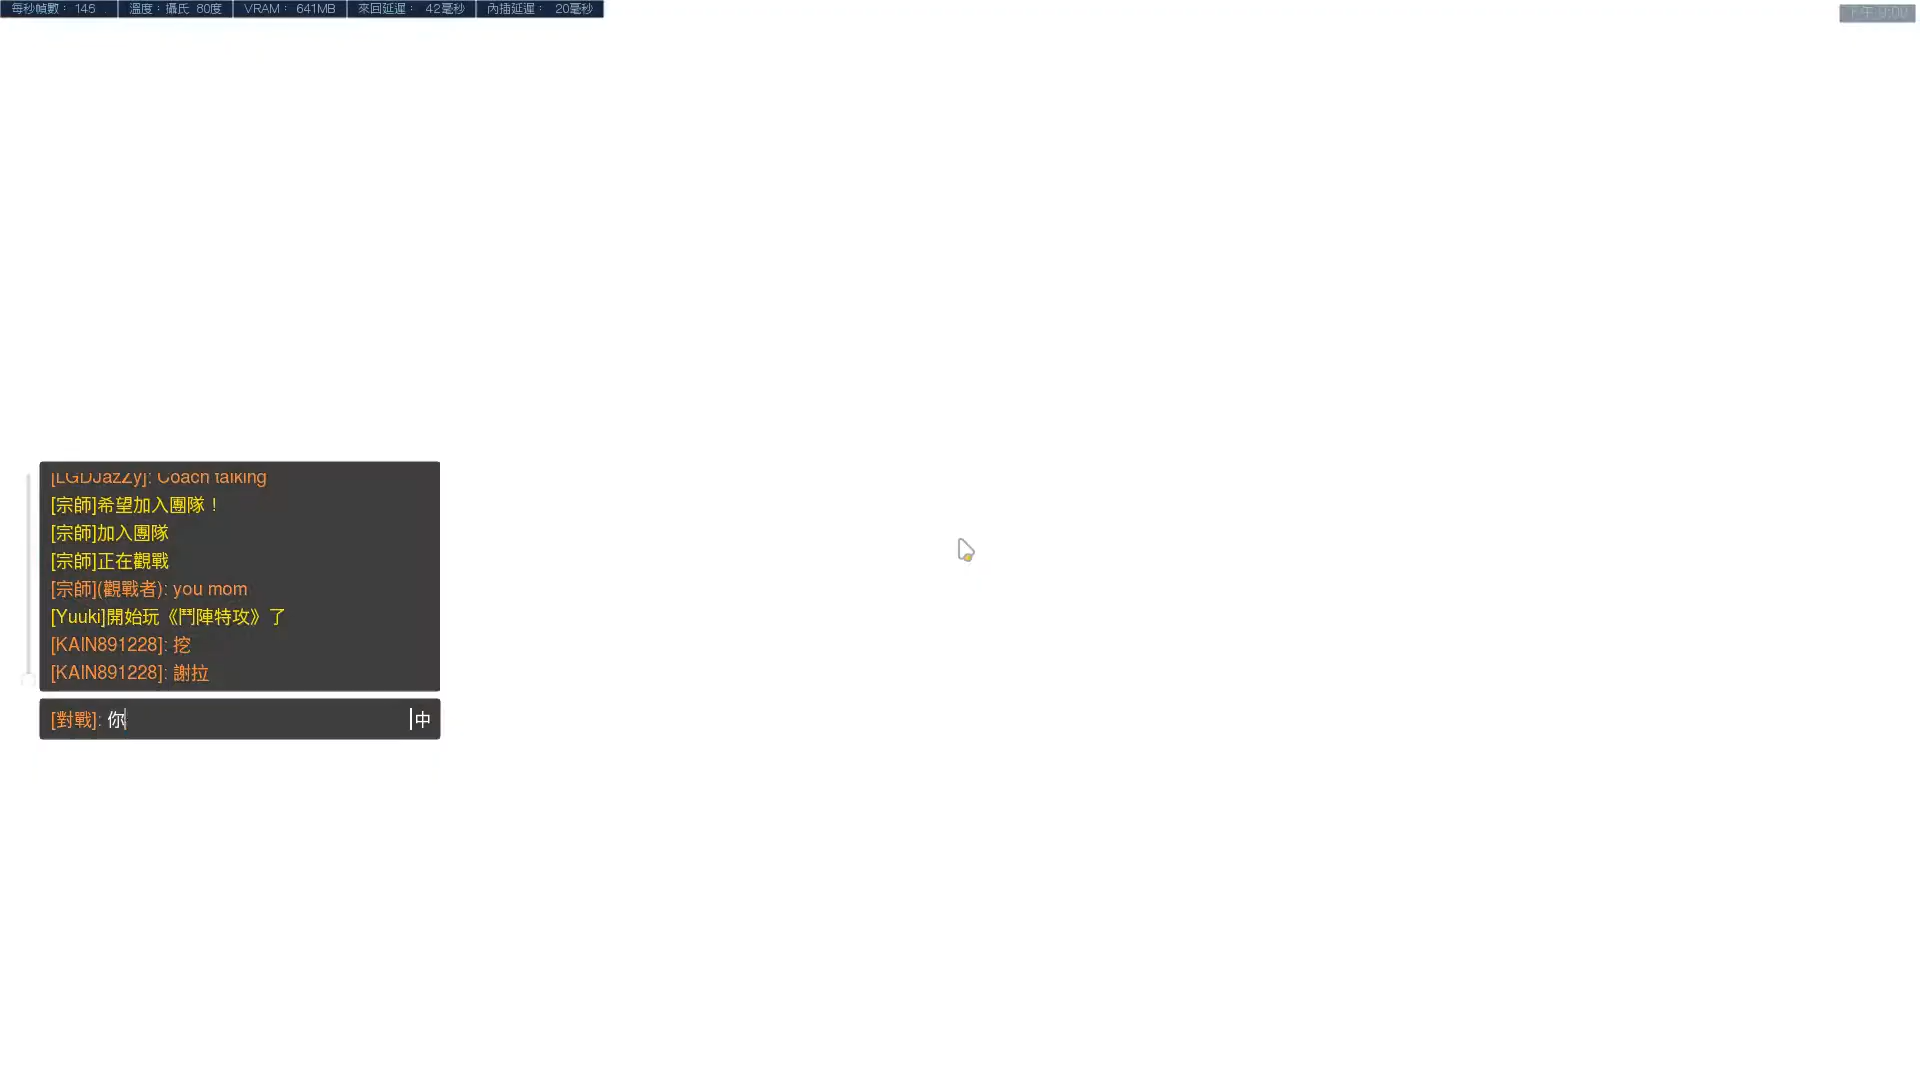 每秒幀數： 145 溫度：攝氏 80度 VRAM： 641MB 來回延遲： 42毫秒 內插延遲： 20毫秒
[LGDJazZy]: Coach talking
[宗師]希望加入團隊！
[宗師]加入團隊
[宗師]正在觀戰
[宗師](觀戰者): you mom
[Yuuki]開始玩《鬥陣特攻》了
[KAIN891228]: 挖
[KAIN891228]: 謝拉
[對戰]: 你 中